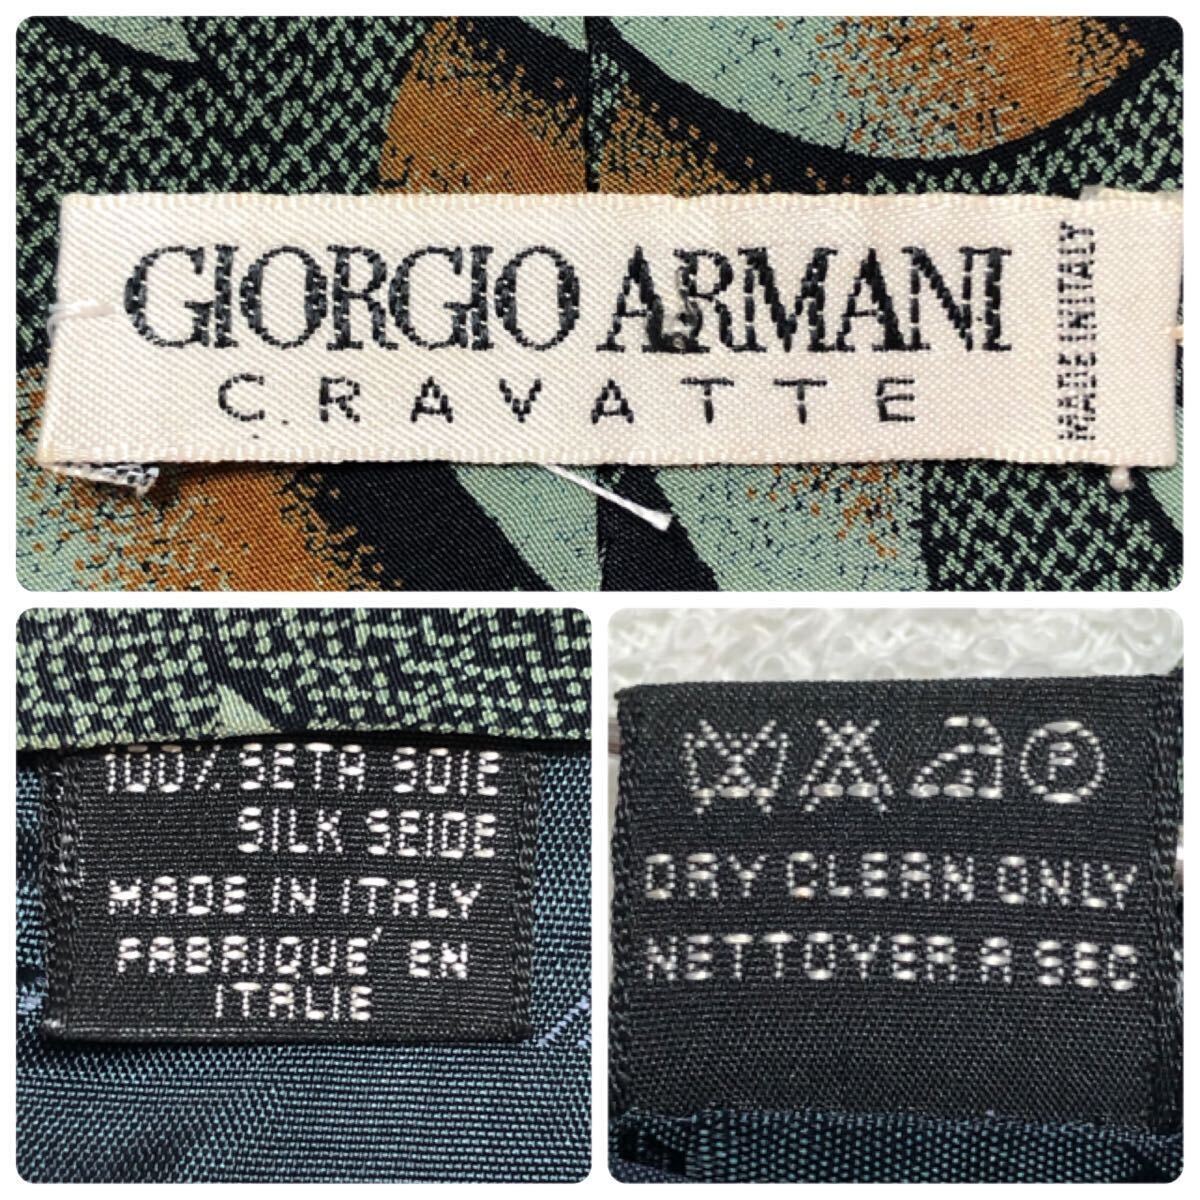 GIORGIO ARMANI
CRAVATTE
MADE IN ITALY
100% SETA SOIE
SILK SEIDE
MADE IN ITALY
FABRIQUE' EN
ITALIE
P
DRY CLEAN ONLY
NETTOYER A SEC